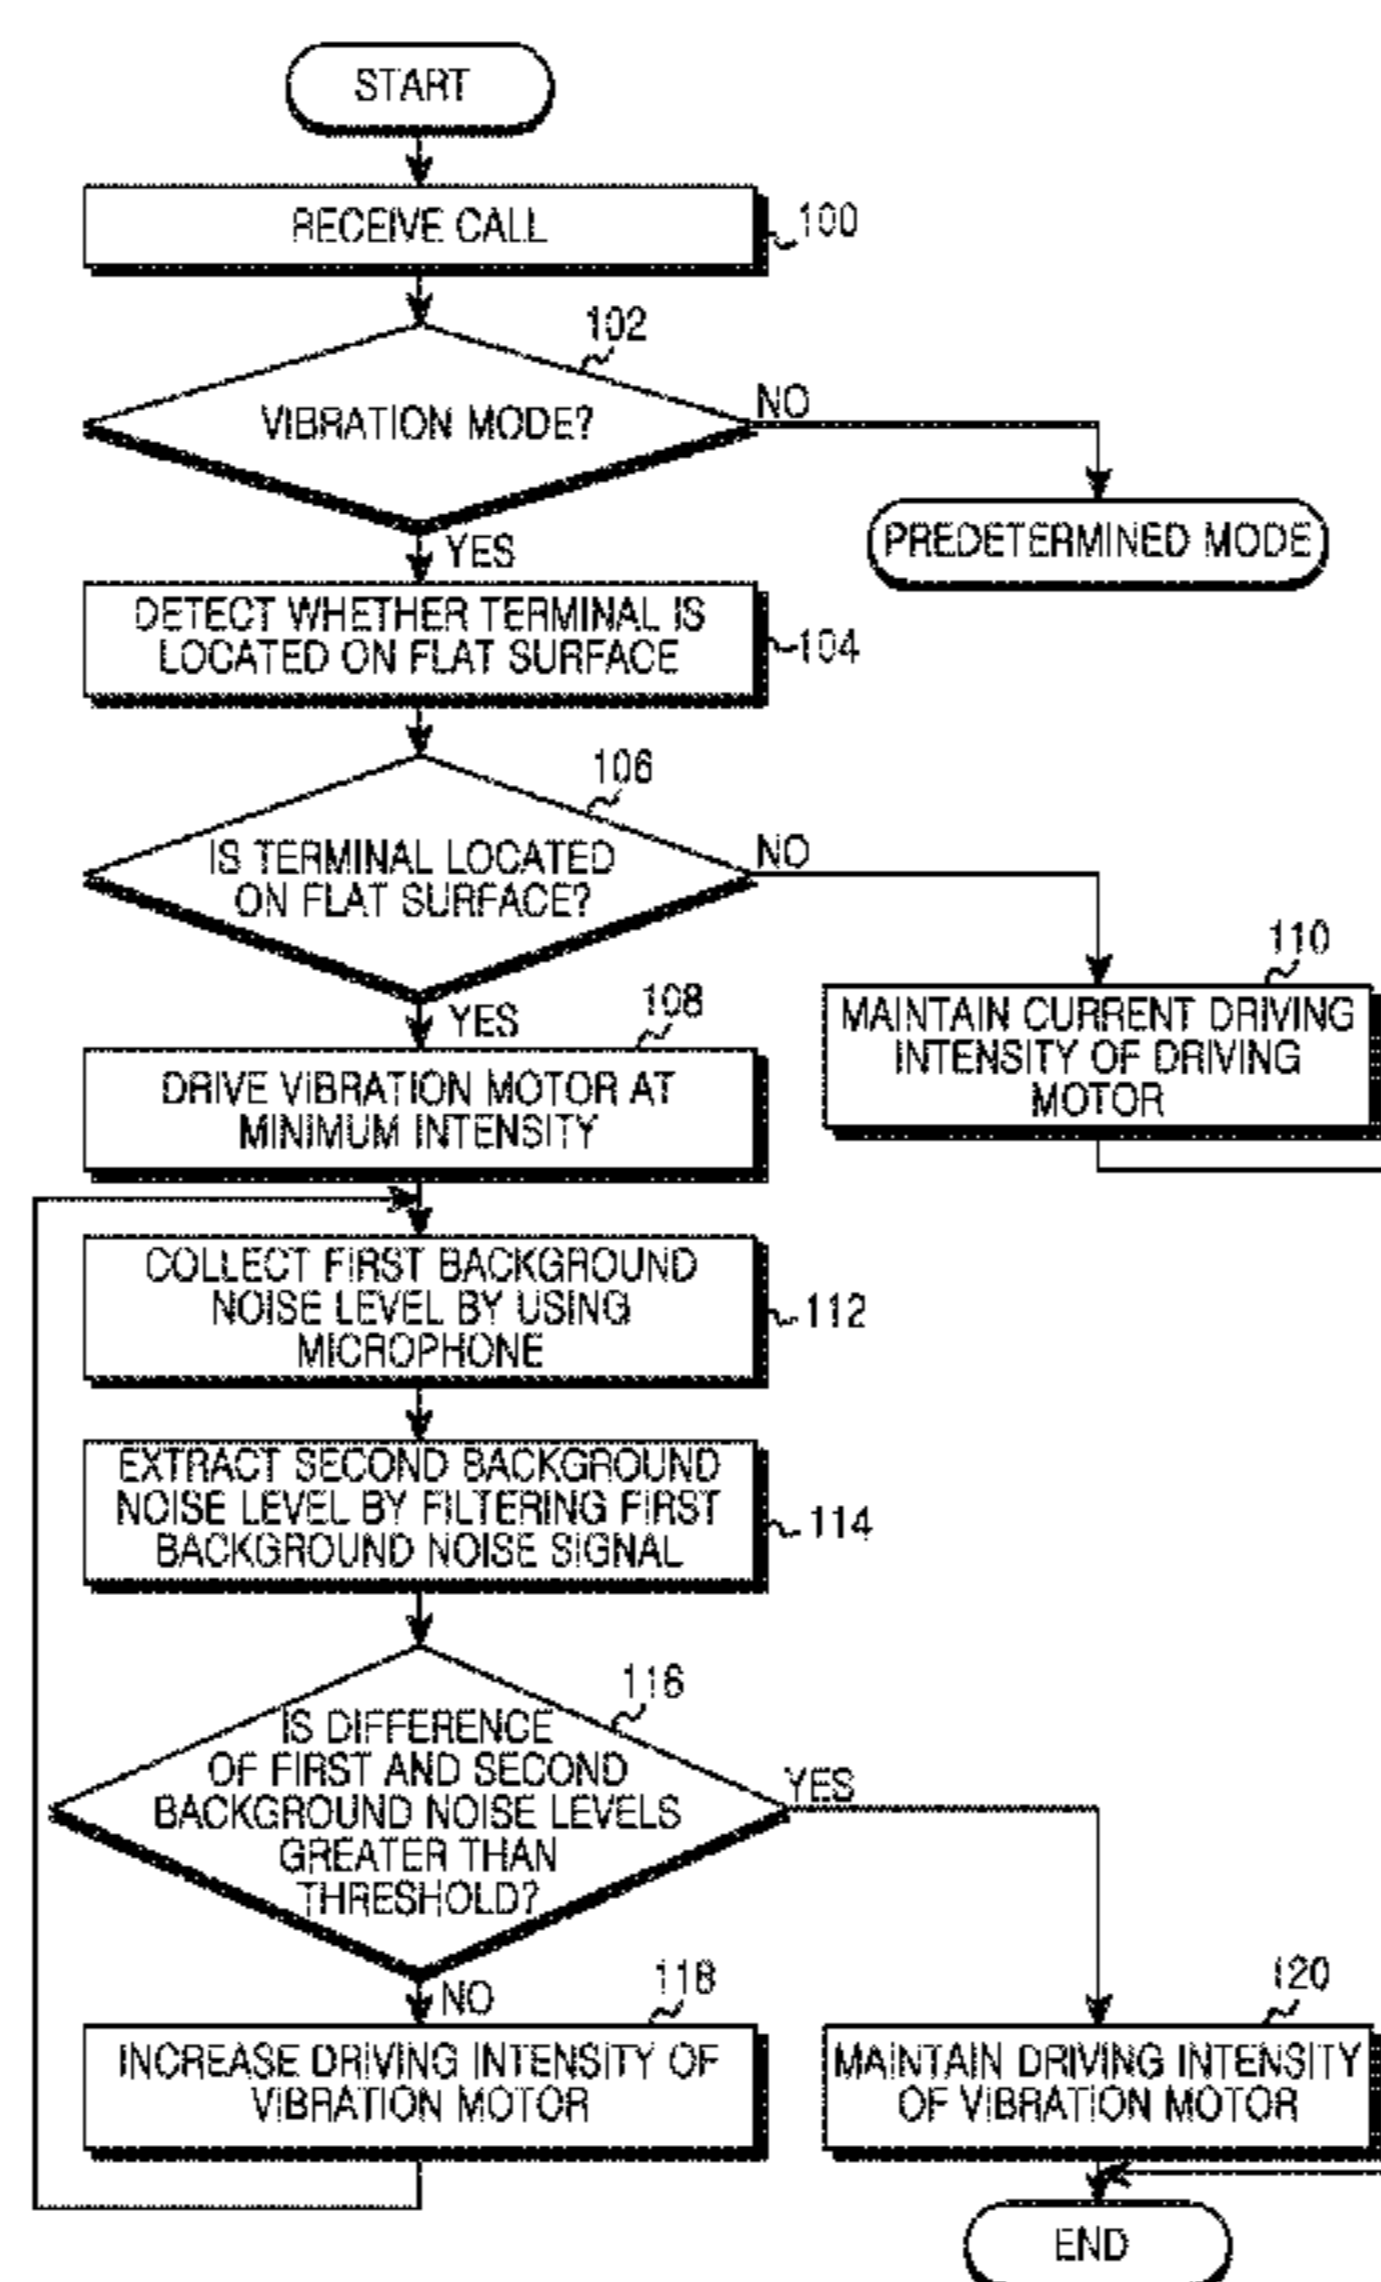 START
RECEIVE CALL
100
102
VIBRATION MODE?
NO
PREDETERMINED MODE
YES
DETECT WHETHER TERMINAL IS
LOCATED ON FLAT SURFACE
104
106
IS TERMINAL LOCATED
ON FLAT SURFACE?
NO
110
MAINTAIN CURRENT DRIVING
INTENSITY OF DRIVING
MOTOR
YES
108
DRIVE VIBRATION MOTOR AT
MINIMUM INTENSITY
COLLECT FIRST BACKGROUND
NOISE LEVEL BY USING
MICROPHONE
112
EXTRACT SECOND BACKGROUND
NOISE LEVEL BY FILTERING FIRST
BACKGROUND NOISE SIGNAL
114
116
IS DIFFERENCE
OF FIRST AND SECOND
BACKGROUND NOISE LEVELS
GREATER THAN
THRESHOLD?
YES
NO
118
INCREASE DRIVING INTENSITY OF
VIBRATION MOTOR
120
MAINTAIN DRIVING INTENSITY
OF VIBRATION MOTOR
END